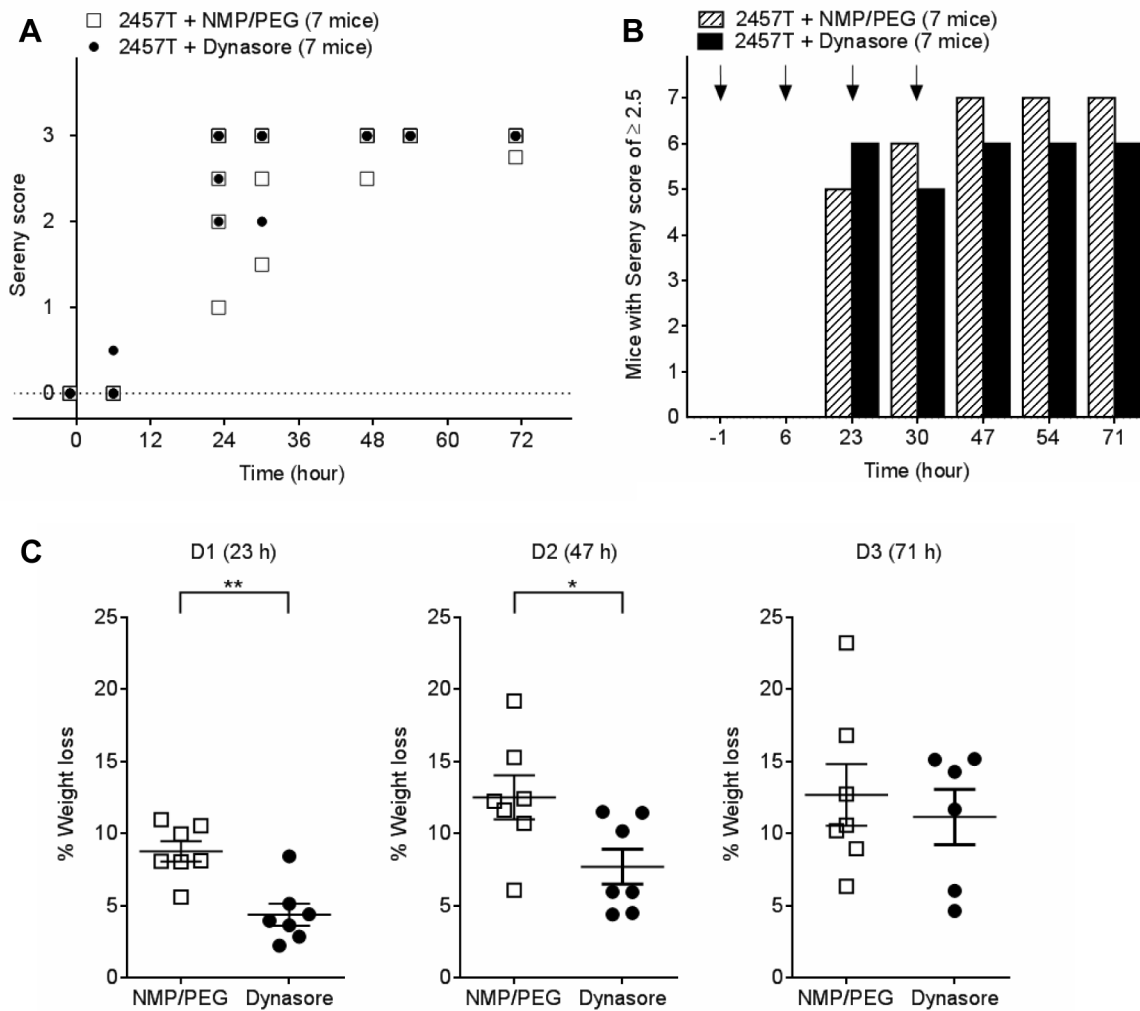 A
2457T + NMP/PEG (7 mice)
2457T + Dynasore (7 mice)
Sereny score
3
2
1
0
0 12 24 36 48 60 72
Time (hour)
B
2457T + NMP/PEG (7 mice)
2457T + Dynasore (7 mice)
Mice with Sereny score of ≥ 2.5
7
6
5
4
3
2
1
0
-1 6 23 30 47 54 71
Time (hour)
C
D1 (23 h)
**
% Weight loss
25
20
15
10
5
0
NMP/PEG Dynasore
D2 (47 h)
*
% Weight loss
25
20
15
10
5
0
NMP/PEG Dynasore
D3 (71 h)
% Weight loss
25
20
15
10
5
0
NMP/PEG Dynasore